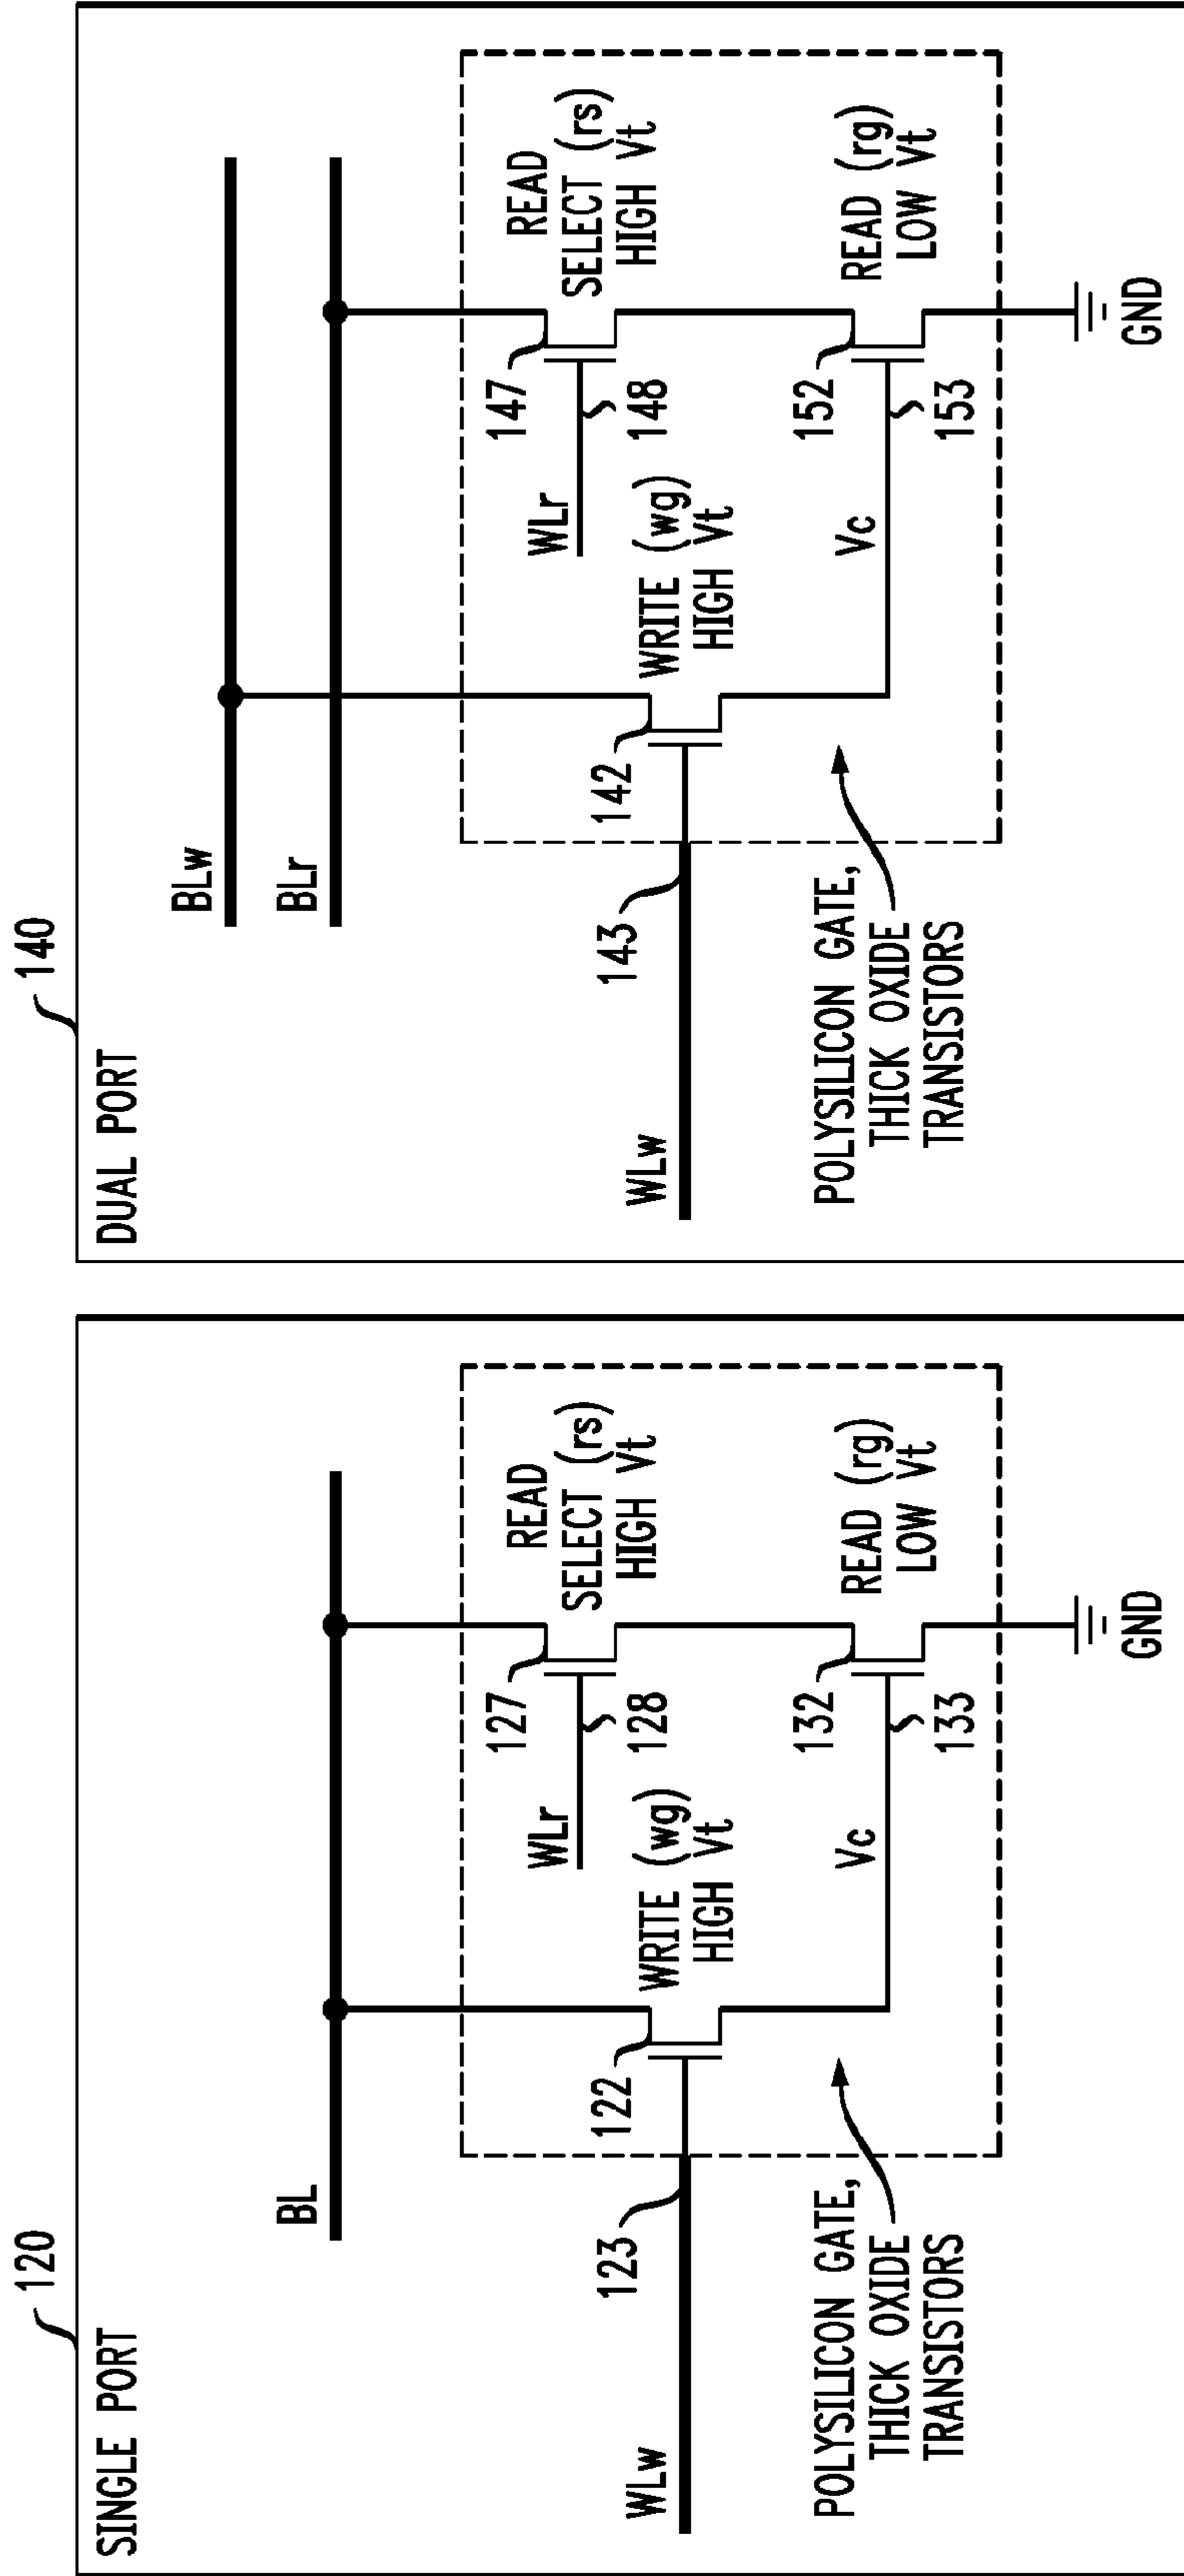 120
SINGLE PORT
BL
WLw
123
122
WRITE (wg)
HIGH Vt
WLr
127
128
READ
SELECT (rs)
HIGH Vt
Vc
132
133
READ (rg)
LOW Vt
GND
POLYSILICON GATE,
THICK OXIDE
TRANSISTORS
140
DUAL PORT
BLw
BLr
WLw
143
142
WRITE (wg)
HIGH Vt
WLr
147
148
READ
SELECT (rs)
HIGH Vt
Vc
152
153
READ (rg)
LOW Vt
GND
POLYSILICON GATE,
THICK OXIDE
TRANSISTORS